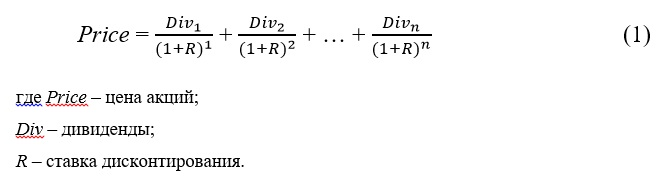 Price = Div₁/(1+R)¹ + Div₂/(1+R)² + … + Divₙ/(1+R)ⁿ (1)
где Price – цена акций;
Div – дивиденды;
R – ставка дисконтирования.